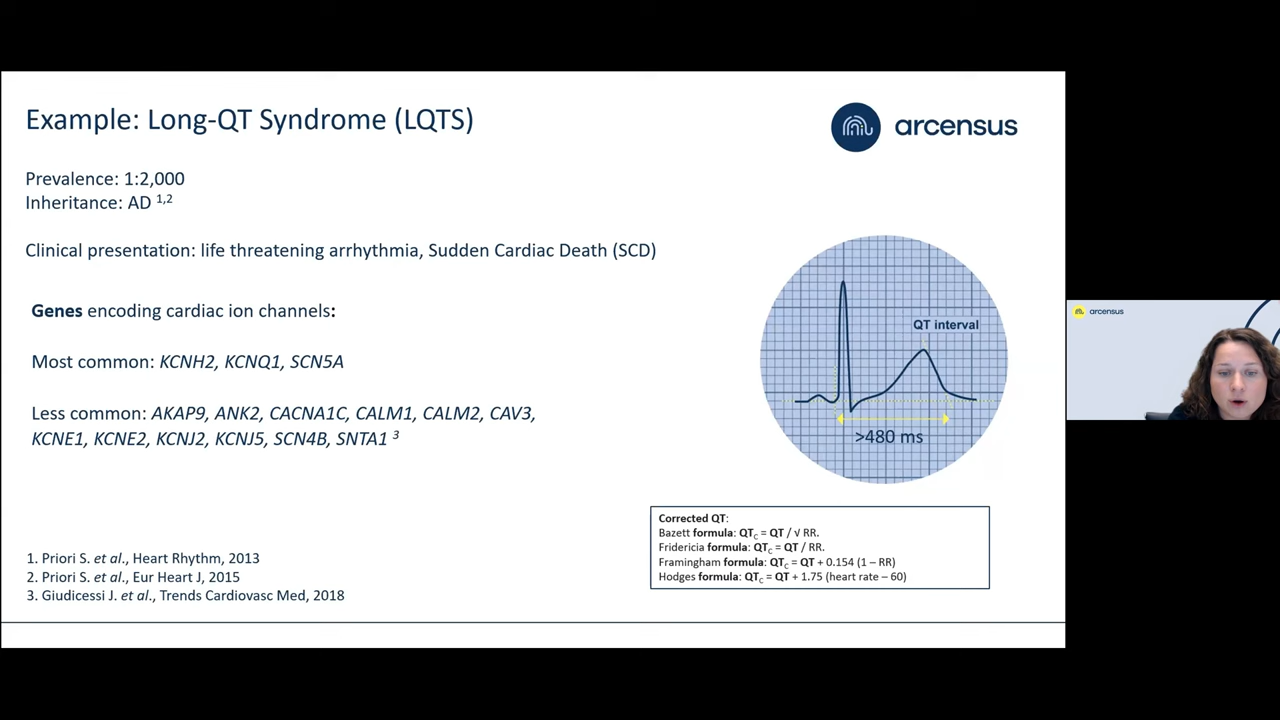 Example: Long-QT Syndrome (LQTS)
arcensus
Prevalence: 1:2,000
Inheritance: AD 1,2
Clinical presentation: life threatening arrhythmia, Sudden Cardiac Death (SCD)
Genes encoding cardiac ion channels:
Most common: KCNH2, KCNQ1, SCN5A
Less common: AKAP9, ANK2, CACNA1C, CALM1, CALM2, CAV3,
KCNE1, KCNE2, KCNJ2, KCNJ5, SCN4B, SNTA1 3
QT interval
>480 ms
Corrected QT:
Bazett formula: QTC = QT / √ RR.
Fridericia formula: QTC = QT / RR.
Framingham formula: QTC = QT + 0.154 (1 – RR)
Hodges formula: QTC = QT + 1.75 (heart rate – 60)
1. Priori S. et al., Heart Rhythm, 2013
2. Priori S. et al., Eur Heart J, 2015
3. Giudicessi J. et al., Trends Cardiovasc Med, 2018
arcensus